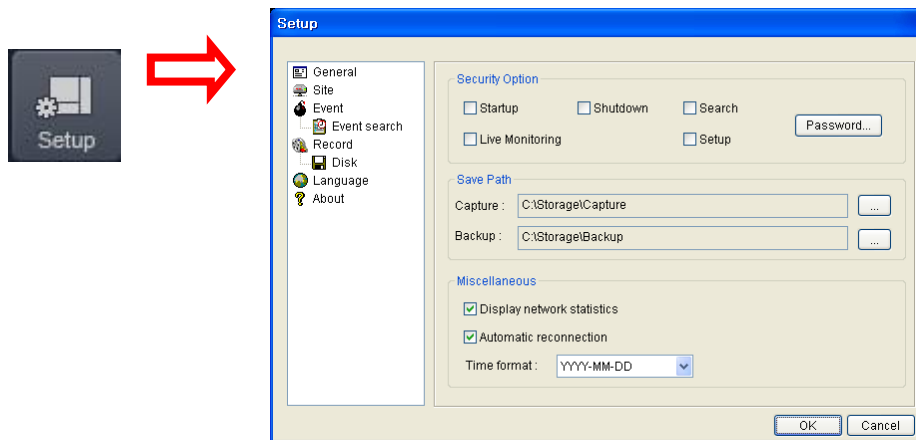 Setup
Setup
General
Site
Event
Event search
Record
Disk
Language
About
Security Option
Startup Shutdown Search
Password...
Live Monitoring Setup
Save Path
Capture : C:\Storage\Capture ...
Backup : C:\Storage\Backup ...
Miscellaneous
Display network statistics
Automatic reconnection
Time format : YYYY-MM-DD
OK Cancel